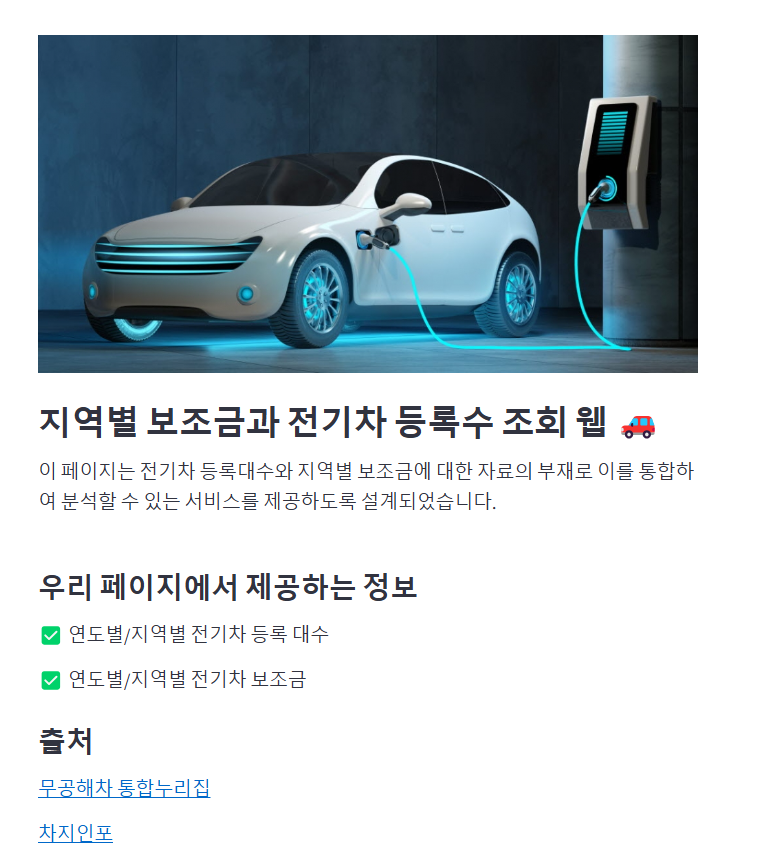 지역별 보조금과 전기차 등록수 조회 웹 🚗
이 페이지는 전기차 등록대수와 지역별 보조금에 대한 자료의 부재로 이를 통합하
여 분석할 수 있는 서비스를 제공하도록 설계되었습니다.
우리 페이지에서 제공하는 정보
✅ 연도별/지역별 전기차 등록 대수
✅ 연도별/지역별 전기차 보조금
출처
무공해차 통합누리집
차지인포